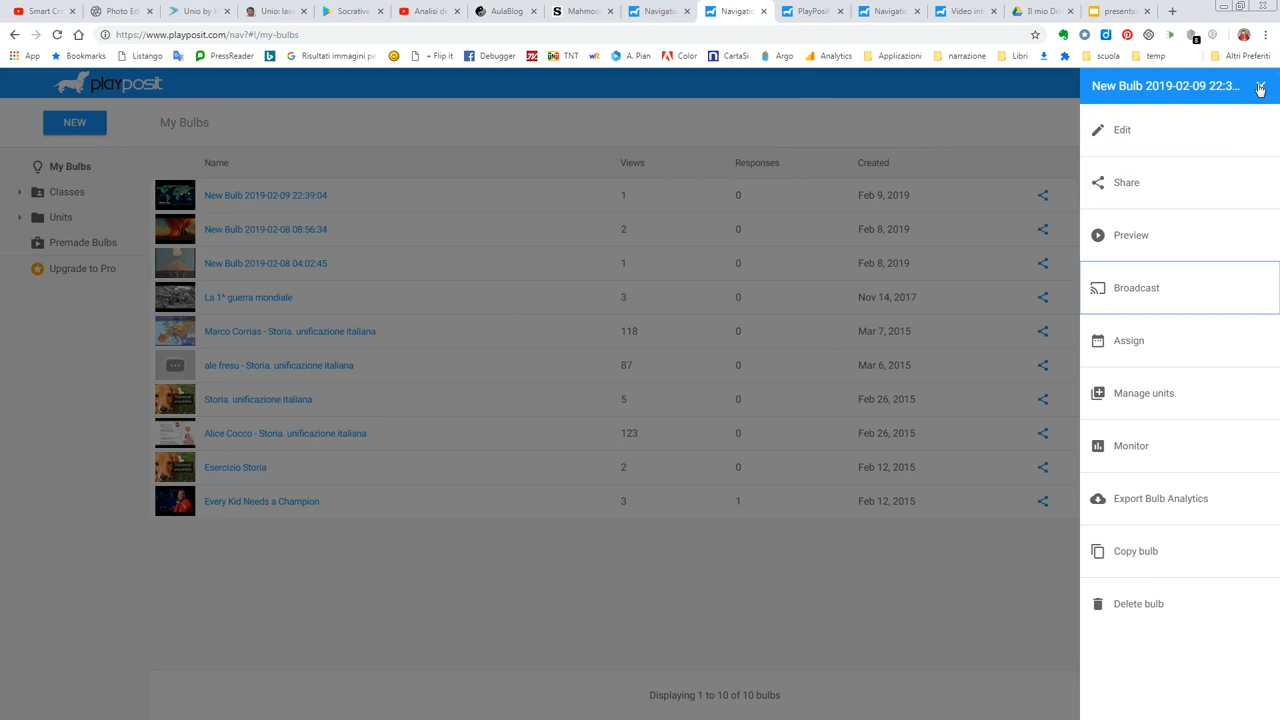 Smart Cr
Photo Ed
Unio by H
Unio: lava
Socrative
Analisi de
AulaBlog
Mahmoo
Navigatic
Navigatic
PlayPosit
Navigatic
Video int
Il mio Dr
presenta
https://www.playposit.com/nav?#!/my-bulbs
App
Bookmarks
Listango
PressReader
Risultati immagini pe
+ Flip it
Debugger
TNT
A. Pian
Color
CartaSi
Argo
Analytics
Applicazioni
narrazione
Libri
scuola
temp
Altri Preferiti
playposit
New Bulb 2019-02-09 22:3...
NEW
My Bulbs
My Bulbs
Classes
Units
Premade Bulbs
Upgrade to Pro
Name Views Responses Created
New Bulb 2019-02-09 22:39:04 1 0 Feb 9, 2019
New Bulb 2019-02-08 08:56:34 2 0 Feb 8, 2019
New Bulb 2019-02-08 04:02:45 1 0 Feb 8, 2019
La 1^ guerra mondiale 3 0 Nov 14, 2017
Marco Corrias - Storia. unificazione italiana 118 0 Mar 7, 2015
ale fresu - Storia. unificazione italiana 87 0 Mar 6, 2015
Storia. unificazione italiana 5 0 Feb 26, 2015
Alice Cocco - Storia. unificazione italiana 123 0 Feb 26, 2015
Esercizio Storia 2 0 Feb 12, 2015
Every Kid Needs a Champion 3 1 Feb 12, 2015
Displaying 1 to 10 of 10 bulbs
Edit
Share
Preview
Broadcast
Assign
Manage units
Monitor
Export Bulb Analytics
Copy bulb
Delete bulb